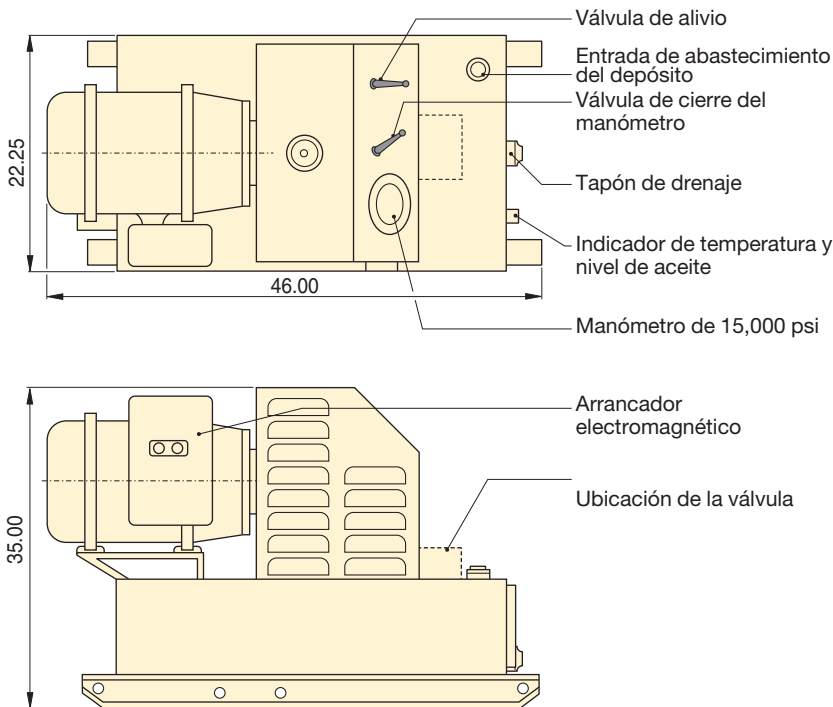 Válvula de alivio
Entrada de abastecimiento
del depósito
Válvula de cierre del
manómetro
22.25
Tapón de drenaje
Indicador de temperatura y
nivel de aceite
46.00
Manómetro de 15,000 psi
Arrancador
electromagnético
Ubicación de la válvula
35.00